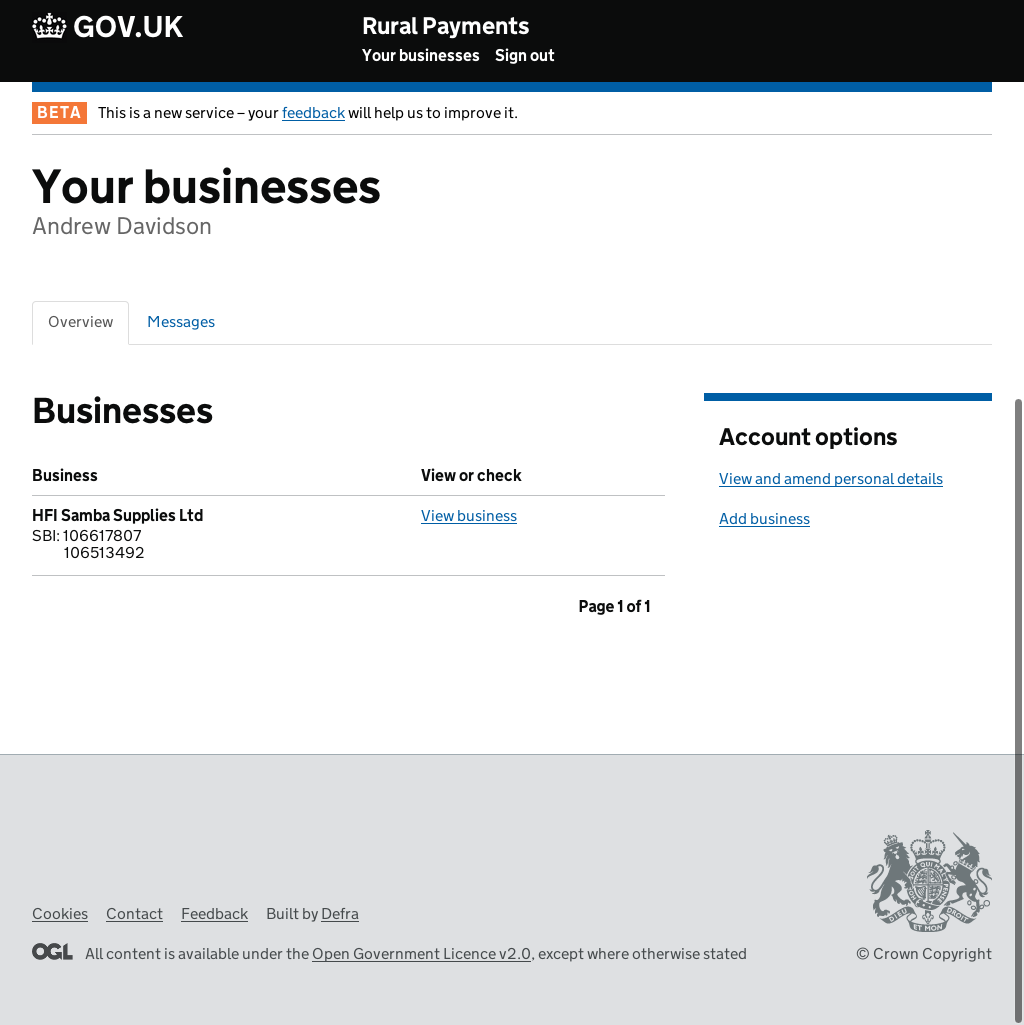 GOV.UK
Rural Payments
Your businesses Sign out
BETA This is a new service – your feedback will help us to improve it.
Your businesses
Andrew Davidson
Overview Messages
Businesses
Business View or check
HFI Samba Supplies Ltd View business
SBI: 106617807
106513492
Page 1 of 1
Account options
View and amend personal details
Add business
Cookies Contact Feedback Built by Defra
DIEU ET MON DROIT
OGL All content is available under the Open Government Licence v2.0, except where otherwise stated
© Crown Copyright